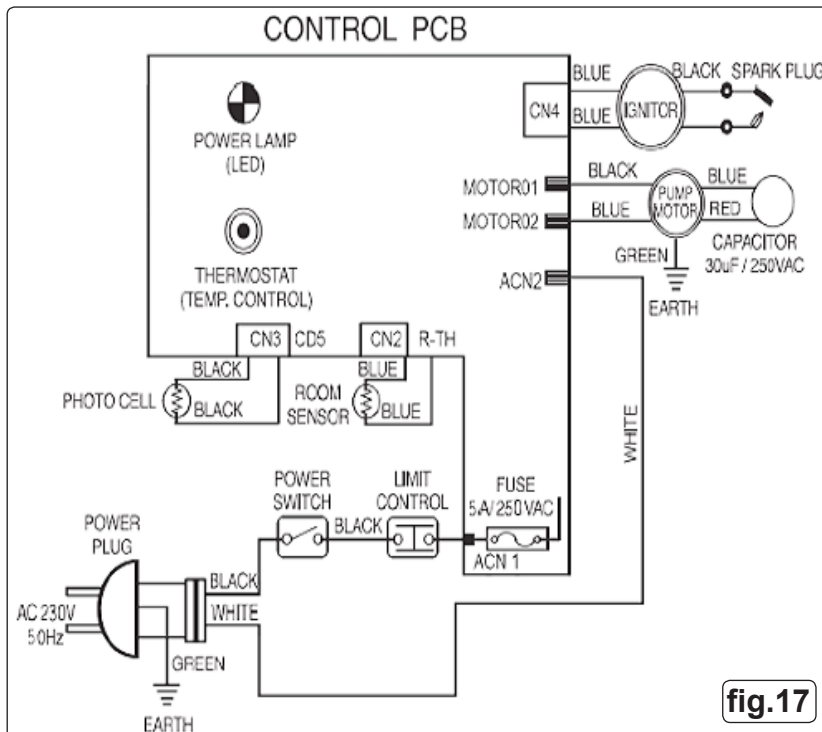 CONTROL PCB
POWER LAMP
(LED)
THERMOSTAT
(TEMP. CONTROL)
CN4
BLUE
BLUE
IGNITOR
BLACK
SPARK PLUG
MOTOR01
MOTOR02
BLACK
BLUE
PUMP
MOTOR
BLUE
RED
CAPACITOR
30uF / 250VAC
GREEN
EARTH
ACN2
CN3
CD5
CN2
R-TH
BLACK
BLACK
PHOTO CELL
BLUE
BLUE
RCOM
SENSOR
WHITE
POWER
SWITCH
BLACK
LIMIT
CONTROL
FUSE
5A/250 VAC
ACN 1
POWER
PLUG
BLACK
WHITE
AC 230V
50Hz
GREEN
EARTH
fig.17